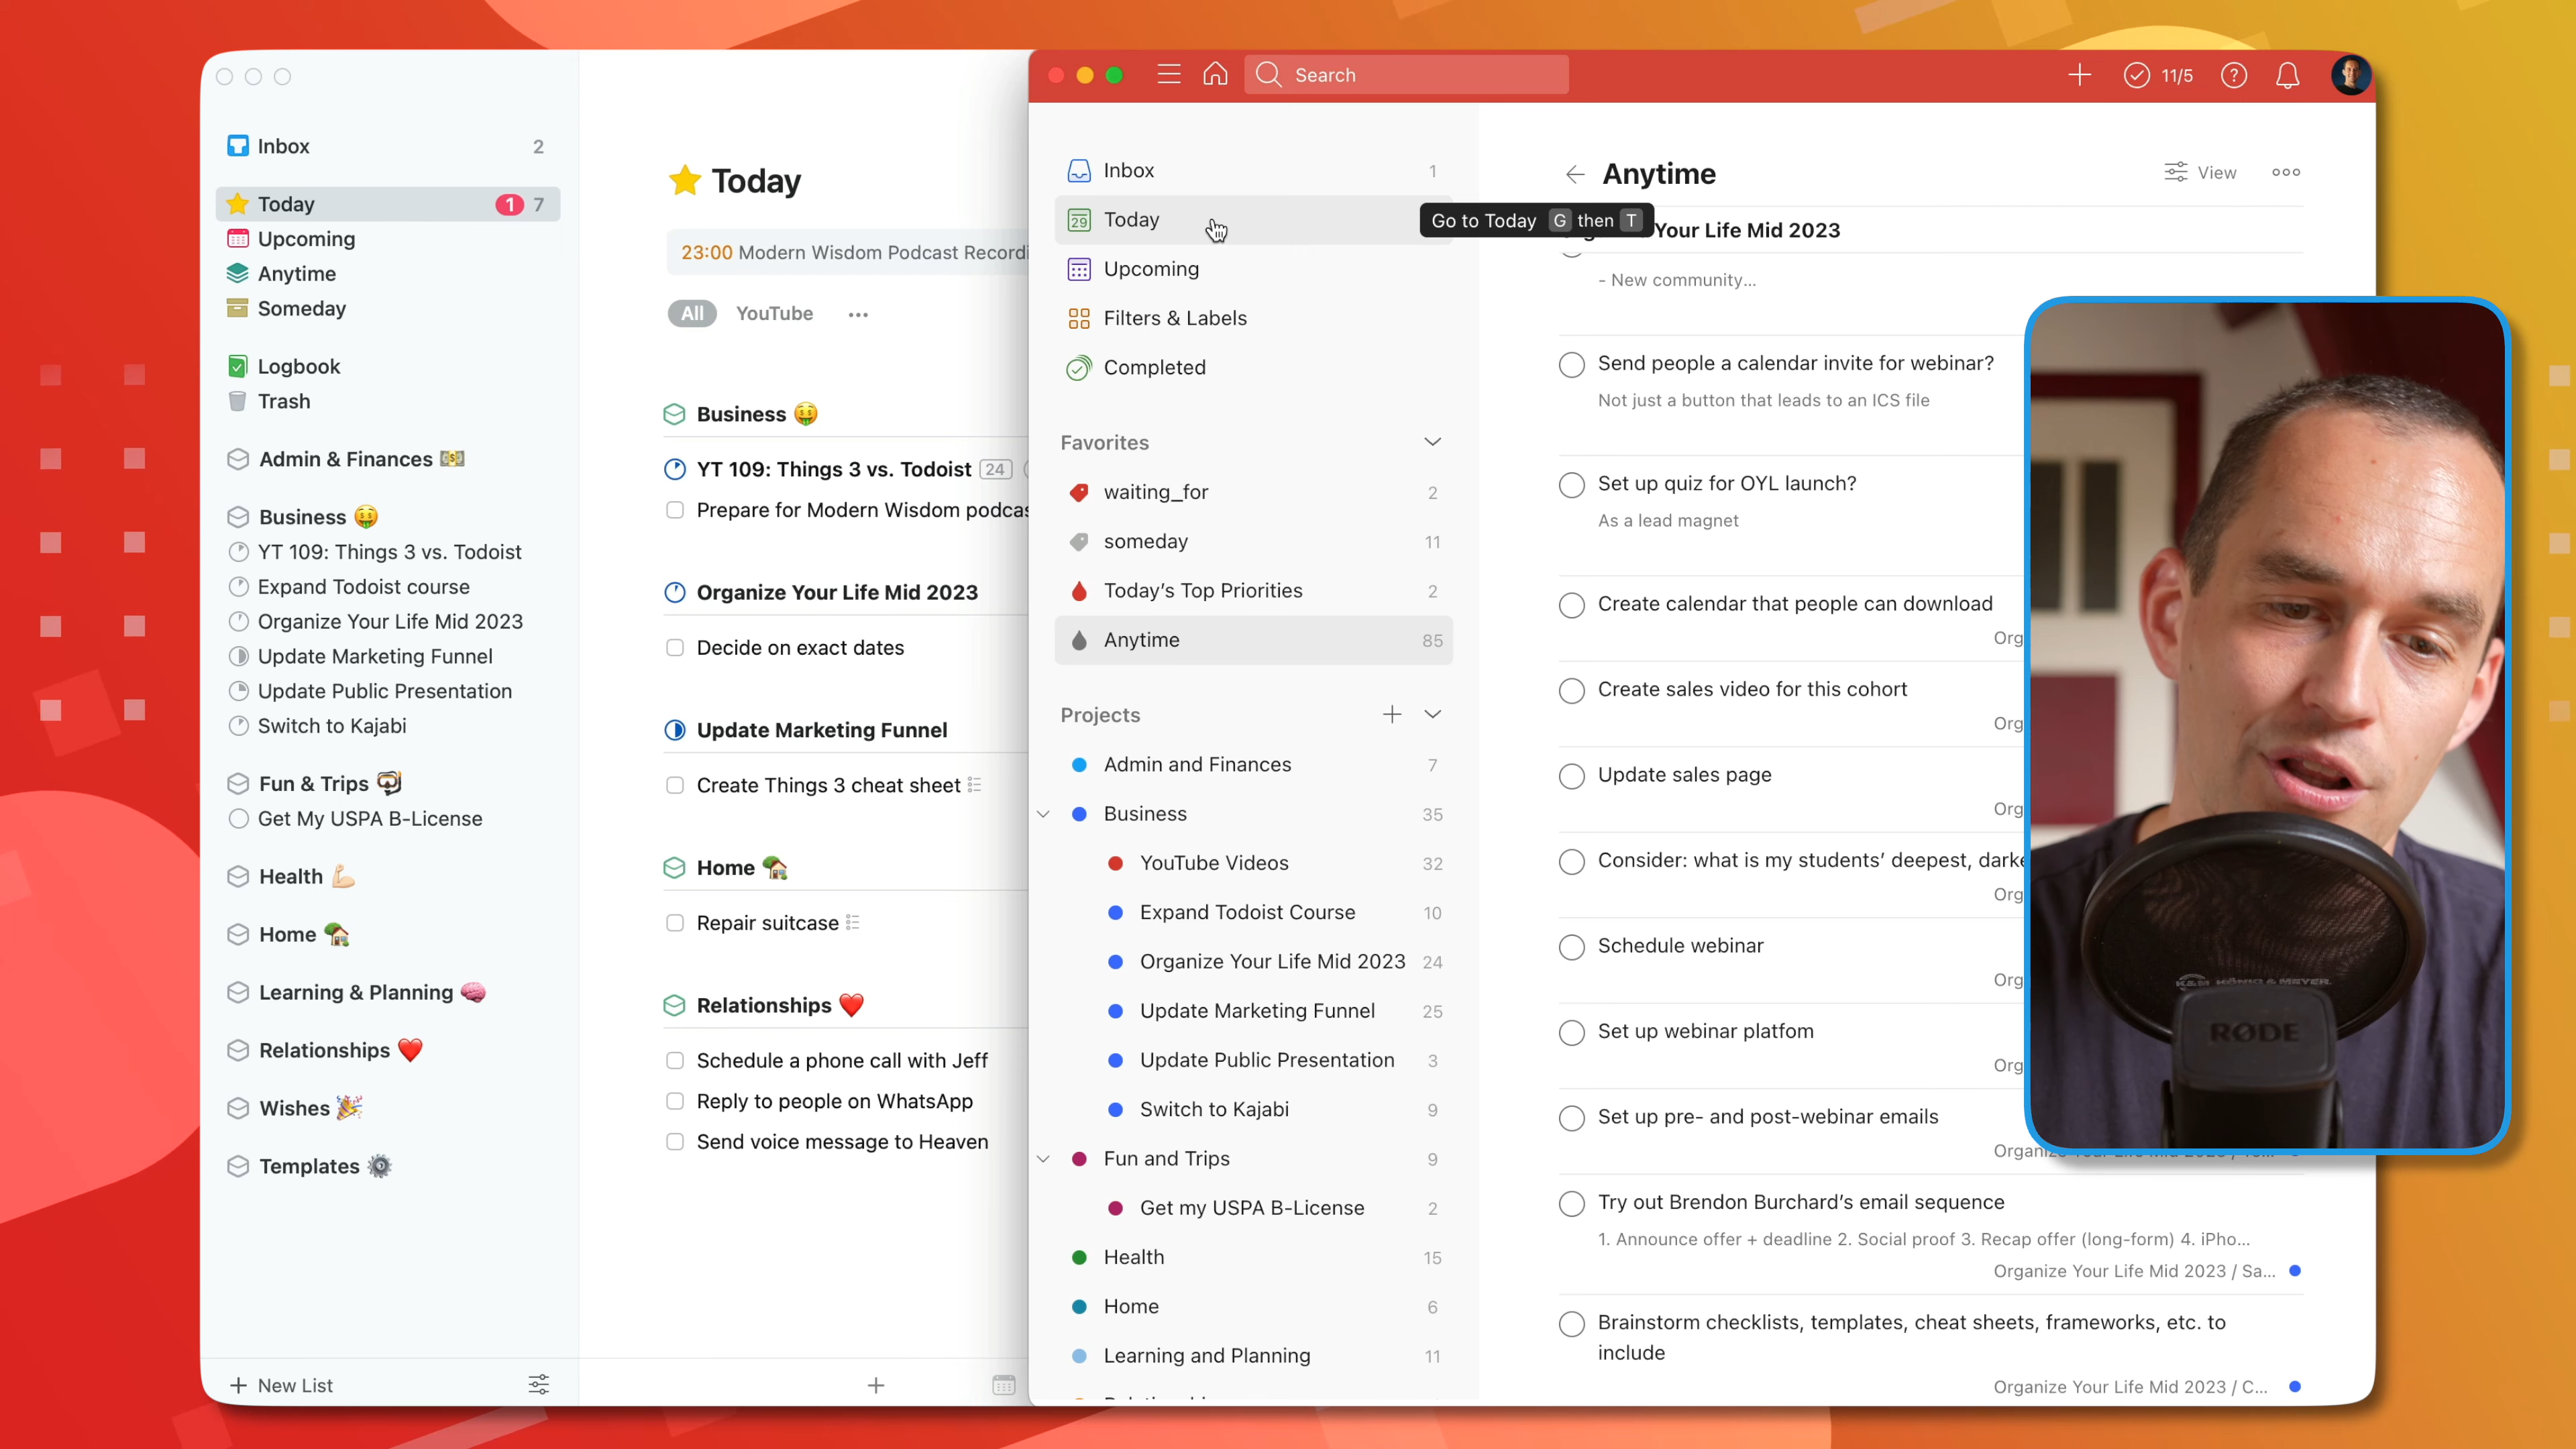 Inbox 2
Today 1 7
Upcoming
Anytime
Someday
Logbook
Trash
Admin & Finances
Business
YT 109: Things 3 vs. Todoist
Expand Todoist course
Organize Your Life Mid 2023
Update Marketing Funnel
Update Public Presentation
Switch to Kajabi
Fun & Trips
Get My USPA B-License
Health
Home
Learning & Planning
Relationships
Wishes
Templates
New List
Today
23:00 Modern Wisdom Podcast Recordi
All YouTube
Business
YT 109: Things 3 vs. Todoist 24
Prepare for Modern Wisdom podcas
Organize Your Life Mid 2023
Decide on exact dates
Update Marketing Funnel
Create Things 3 cheat sheet
Home
Repair suitcase
Relationships
Schedule a phone call with Jeff
Reply to people on WhatsApp
Send voice message to Heaven
Search
11/5
Inbox 1
29 Today
Go to Today G then T
Upcoming
Filters & Labels
Completed
Favorites
waiting_for 2
someday 11
Today's Top Priorities 2
Anytime 85
Projects
Admin and Finances 7
Business 35
YouTube Videos 32
Expand Todoist Course 10
Organize Your Life Mid 2023 24
Update Marketing Funnel 25
Update Public Presentation 3
Switch to Kajabi 9
Fun and Trips 9
Get my USPA B-License 2
Health 15
Home 6
Learning and Planning 11
Anytime
View
Your Life Mid 2023
- New community...
Send people a calendar invite for webinar?
Not just a button that leads to an ICS file
Set up quiz for OYL launch?
As a lead magnet
Create calendar that people can download
Org
Create sales video for this cohort
Org
Update sales page
Org
Consider: what is my students' deepest, darke
Org
Schedule webinar
Org
Set up webinar platfom
Org
Set up pre- and post-webinar emails
Try out Brendon Burchard's email sequence
1. Announce offer + deadline 2. Social proof 3. Recap offer (long-form) 4. iPho...
Organize Your Life Mid 2023 / Sa...
Brainstorm checklists, templates, cheat sheets, frameworks, etc. to
include
Organize Your Life Mid 2023 / C...
KÖNIG & MEYER
RØDE